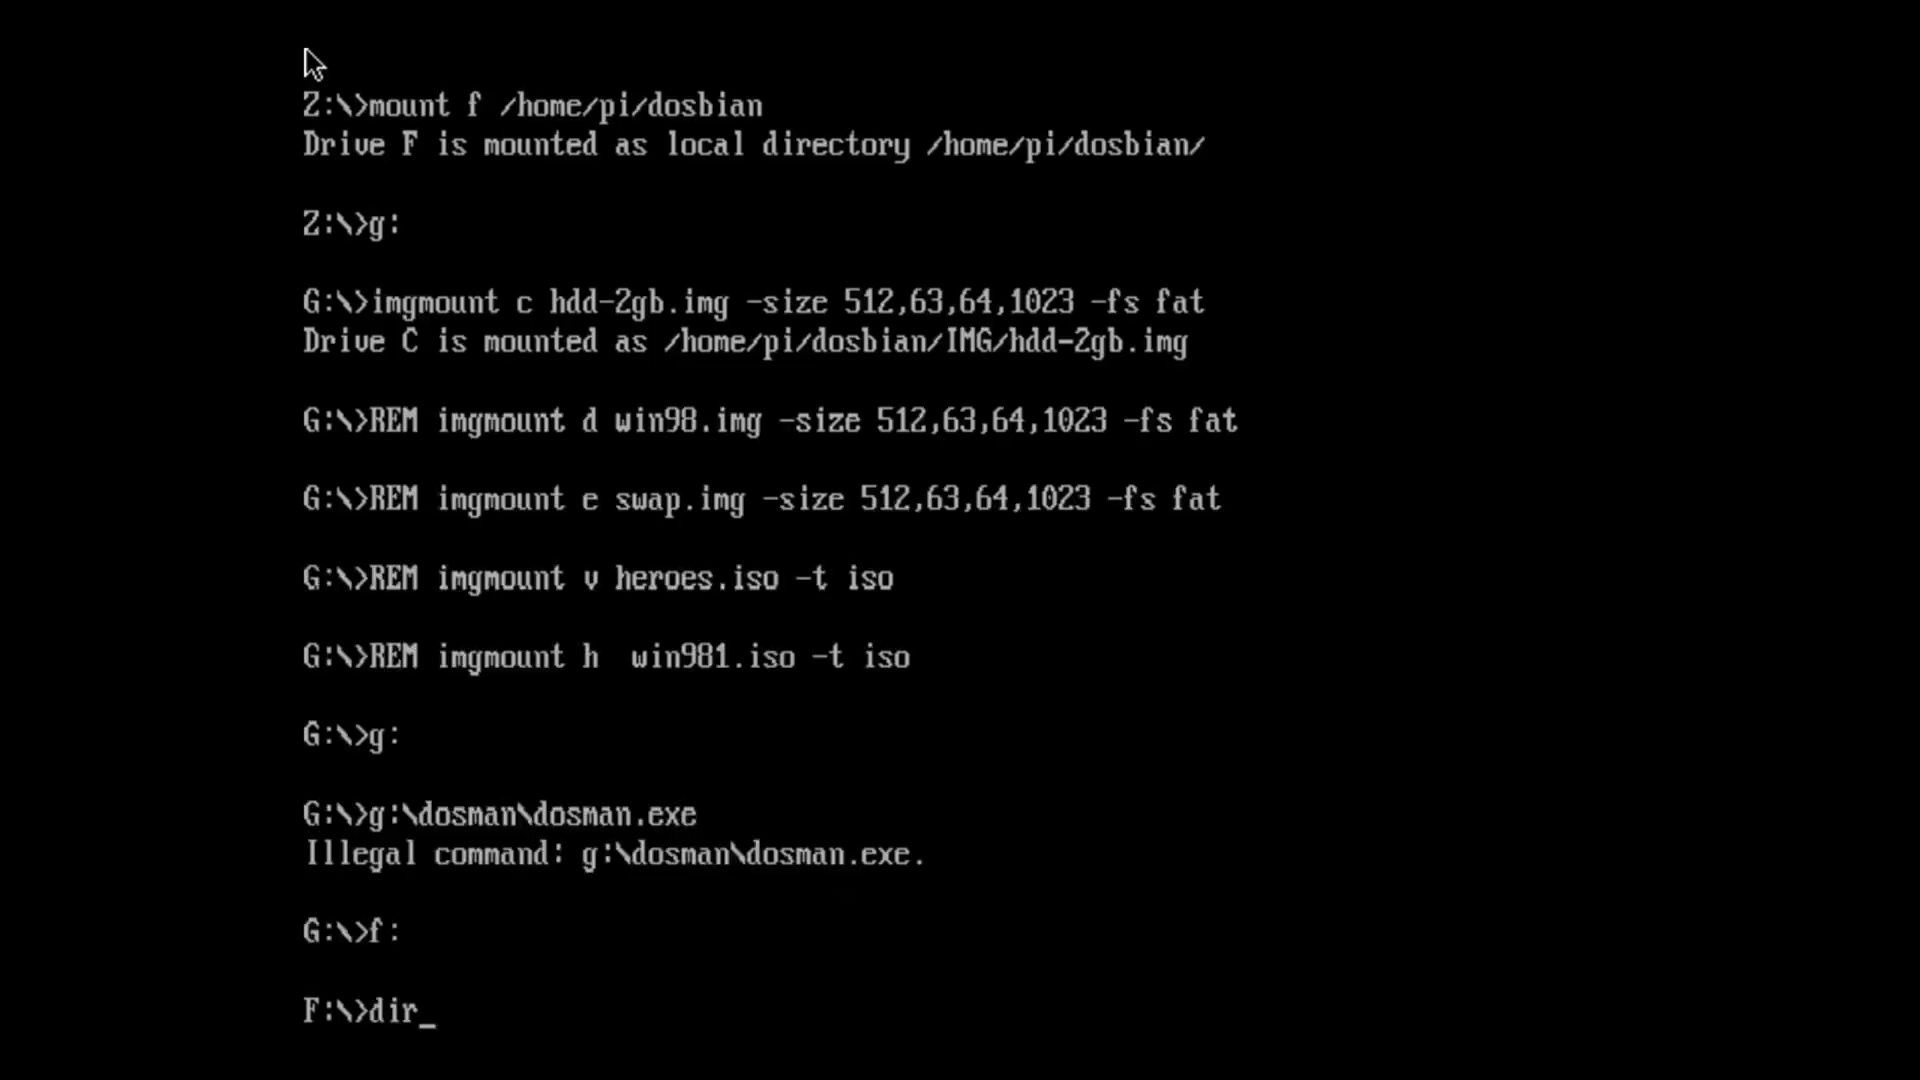 Z:\>mount f /home/pi/dosbian
Drive F is mounted as local directory /home/pi/dosbian/
Z:\>g:
G:\>imgmount c hdd-2gb.img -size 512,63,64,1023 -fs fat
Drive C is mounted as /home/pi/dosbian/IMG/hdd-2gb.img
G:\>REM imgmount d win98.img -size 512,63,64,1023 -fs fat
G:\>REM imgmount e swap.img -size 512,63,64,1023 -fs fat
G:\>REM imgmount v heroes.iso -t iso
G:\>REM imgmount h  win981.iso -t iso
G:\>g:
G:\>g:\dosman\dosman.exe
Illegal command: g:\dosman\dosman.exe.
G:\>f:
F:\>dir_